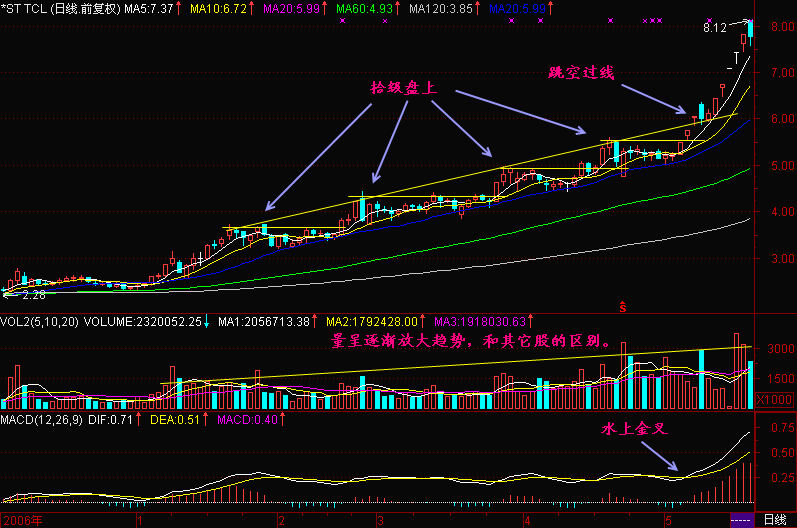 *ST TCL (日线.前复权) MA5:7.37 MA10:6.72 MA20:5.99 MA60:4.93 MA120:3.85 MA20:5.99
8.12
8.00
跳空过线
拾级盘上
7.00
6.00
5.00
4.00
3.00
2.28
S
VOL2(5,10,20) VOLUME:2320052.25 MA1:2056713.38 MA2:1792428.00 MA3:1918030.63
量呈逐渐放大趋势，和其它股的区别。
3000
1500
X1000
MACD(12,26,9) DIF:0.71 DEA:0.51 MACD:0.40
水上金叉
0.75
0.50
0.25
2006年 1 2 3 4 5 日线